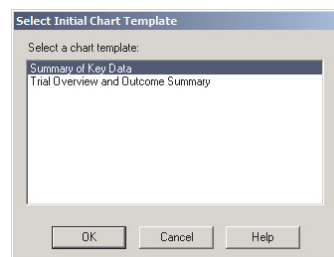 Select Initial Chart Template
Select a chart template:
Summary of Key Data
Trial Overview and Outcome Summary
OK Cancel Help